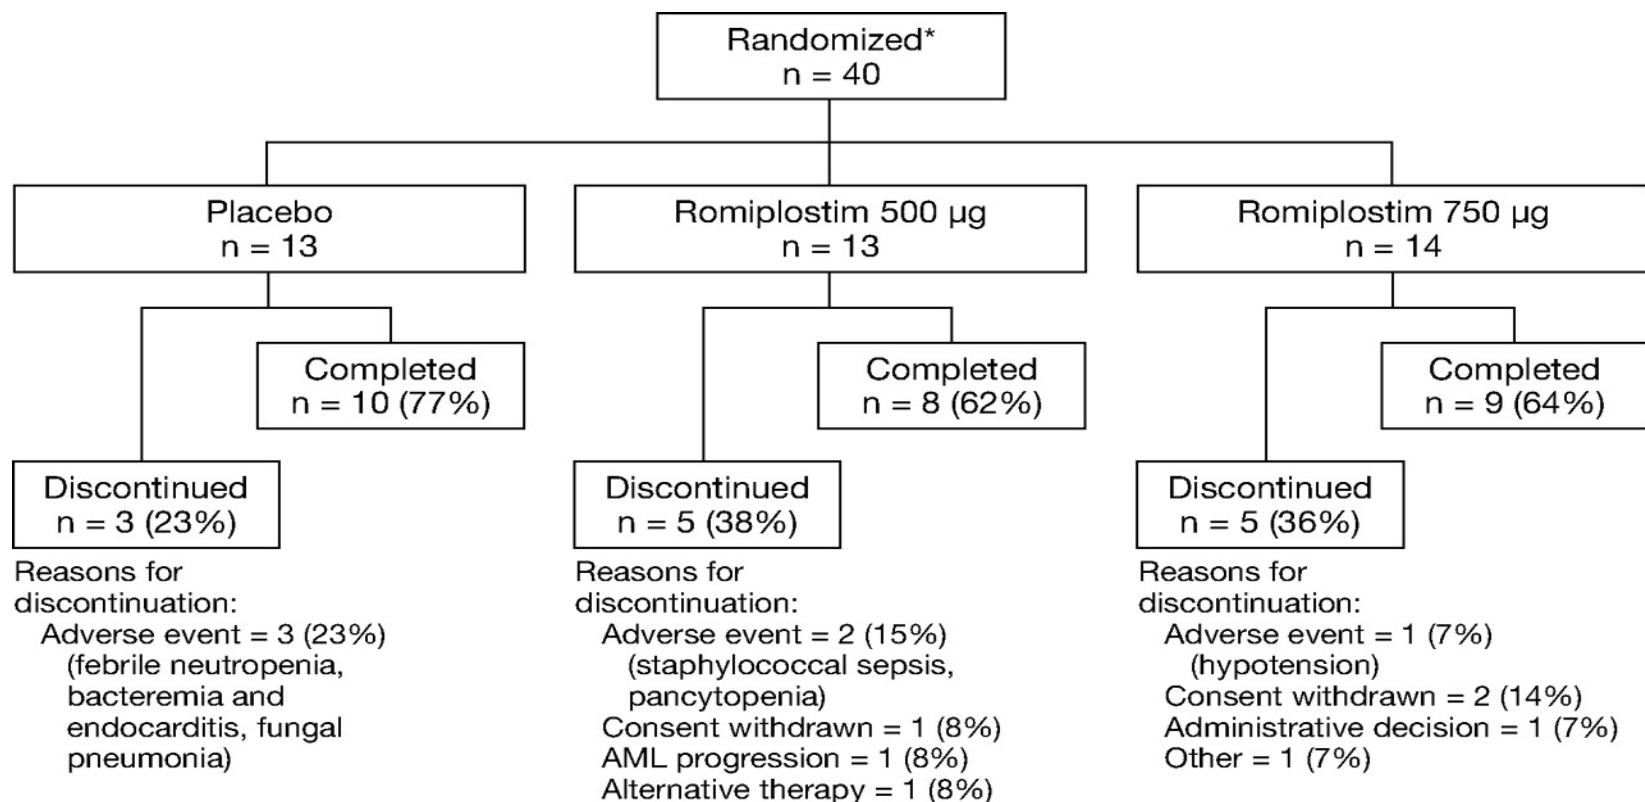 Randomized*
n = 40
Placebo
n = 13
Romiplostim 500 µg
n = 13
Romiplostim 750 µg
n = 14
Completed
n = 10 (77%)
Completed
n = 8 (62%)
Completed
n = 9 (64%)
Discontinued
n = 3 (23%)
Discontinued
n = 5 (38%)
Discontinued
n = 5 (36%)
Reasons for
discontinuation:
Adverse event = 3 (23%)
(febrile neutropenia,
bacteremia and
endocarditis, fungal
pneumonia)
Reasons for
discontinuation:
Adverse event = 2 (15%)
(staphylococcal sepsis,
pancytopenia)
Consent withdrawn = 1 (8%)
AML progression = 1 (8%)
Alternative therapy = 1 (8%)
Reasons for
discontinuation:
Adverse event = 1 (7%)
(hypotension)
Consent withdrawn = 2 (14%)
Administrative decision = 1 (7%)
Other = 1 (7%)